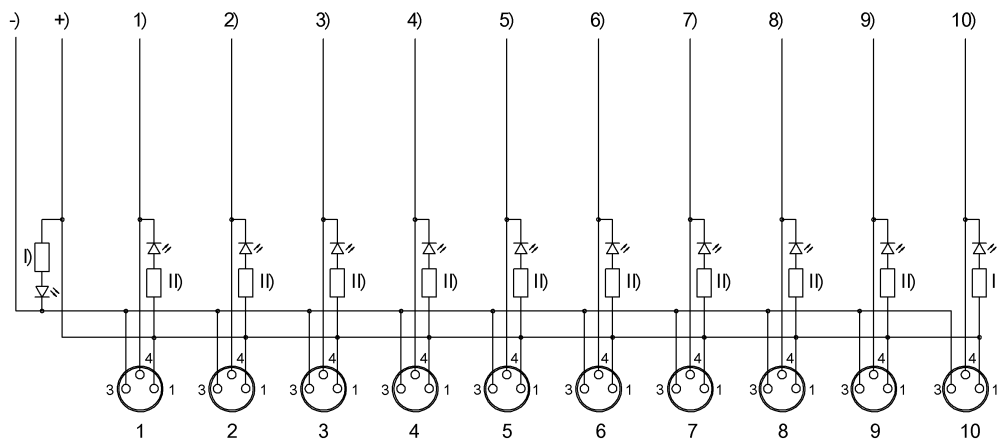 -) +) 1) 2) 3) 4) 5) 6) 7) 8) 9) 10)
I) II) II) II) II) II) II) II) II) II) I
4 4 4 4 4 4 4 4 4 4
3 1 3 1 3 1 3 1 3 1 3 1 3 1 3 1 3 1 3 1
1 2 3 4 5 6 7 8 9 10